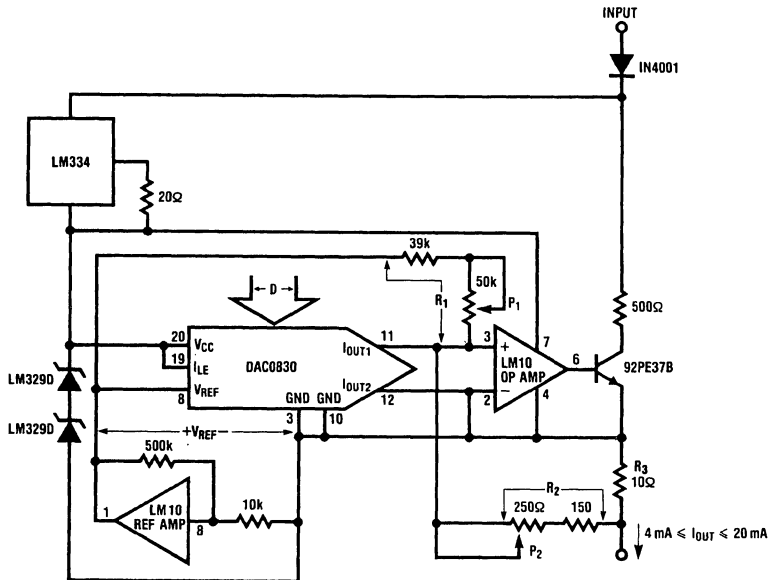 INPUT
IN4001
LM334
20Ω
39k
50k
P1
R1
D
500Ω
20
VCC
19
ILE
8
VREF
DAC0830
IOUT1
11
IOUT2
12
GND GND
3
10
3
+
LM10
OP AMP
−
2
7
4
6
92PE37B
LM329D
LM329D
+VREF
500k
1
LM10
REF AMP
8
10k
R3
10Ω
R2
250Ω
150
P2
4 mA ≤ IOUT ≤ 20 mA